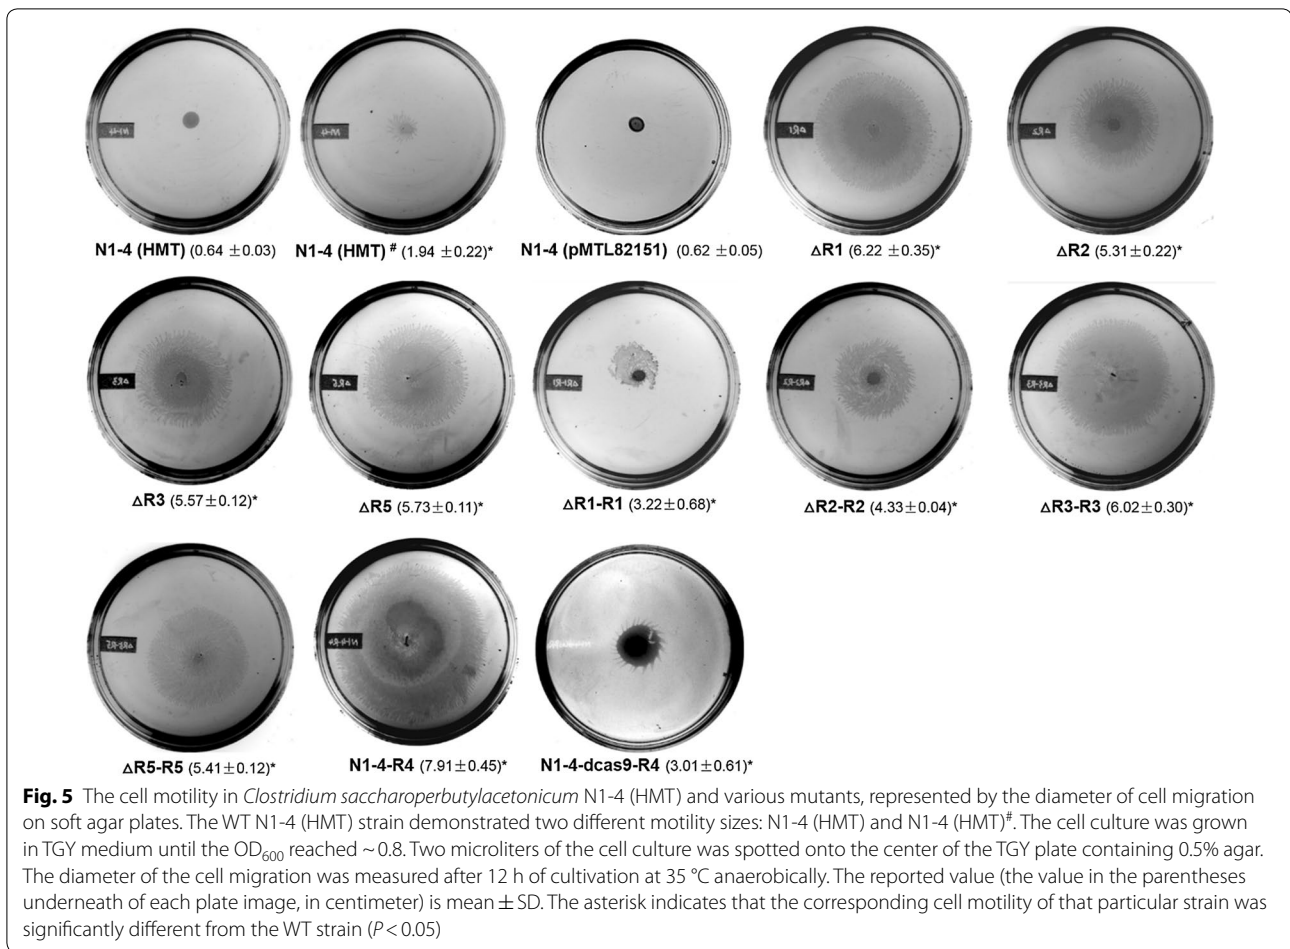 N1-4 (HMT) (0.64 ±0.03)
N1-4 (HMT) # (1.94 ±0.22)*
N1-4 (pMTL82151) (0.62 ±0.05)
△R1 (6.22 ±0.35)*
△R2 (5.31±0.22)*
△R3 (5.57±0.12)*
△R5 (5.73±0.11)*
△R1-R1 (3.22±0.68)*
△R2-R2 (4.33±0.04)*
△R3-R3 (6.02±0.30)*
△R5-R5 (5.41±0.12)*
N1-4-R4 (7.91±0.45)*
N1-4-dcas9-R4 (3.01±0.61)*
Fig. 5 The cell motility in Clostridium saccharoperbutylacetonicum N1-4 (HMT) and various mutants, represented by the diameter of cell migration
on soft agar plates. The WT N1-4 (HMT) strain demonstrated two different motility sizes: N1-4 (HMT) and N1-4 (HMT)#. The cell culture was grown
in TGY medium until the OD600 reached ~ 0.8. Two microliters of the cell culture was spotted onto the center of the TGY plate containing 0.5% agar.
The diameter of the cell migration was measured after 12 h of cultivation at 35 °C anaerobically. The reported value (the value in the parentheses
underneath of each plate image, in centimeter) is mean ± SD. The asterisk indicates that the corresponding cell motility of that particular strain was
significantly different from the WT strain (P < 0.05)